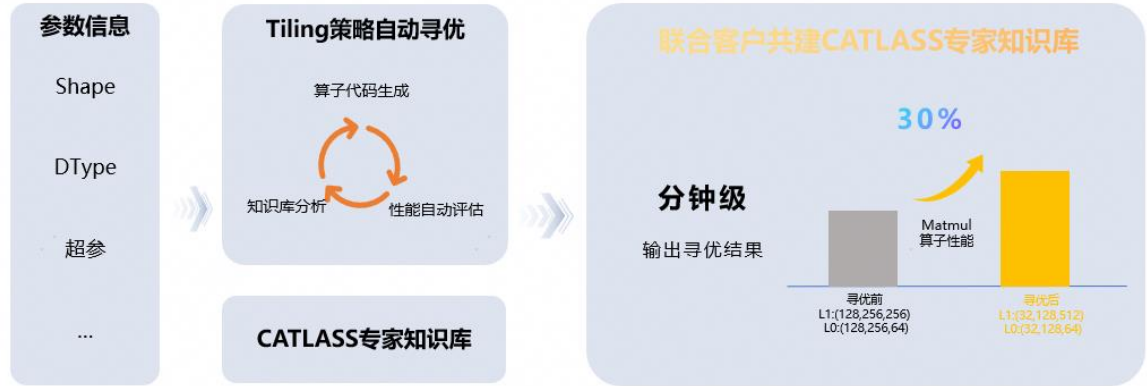 参数信息
Shape
DType
超参
...
Tiling策略自动寻优
算子代码生成
知识库分析
性能自动评估
CATLASS专家知识库
联合客户共建CATLASS专家知识库
30%
分钟级
输出寻优结果
Matmul
算子性能
寻优前
L1:(128,256,256)
L0:(128,256,64)
寻优后
L1:(32,128,512)
L0:(32,128,64)